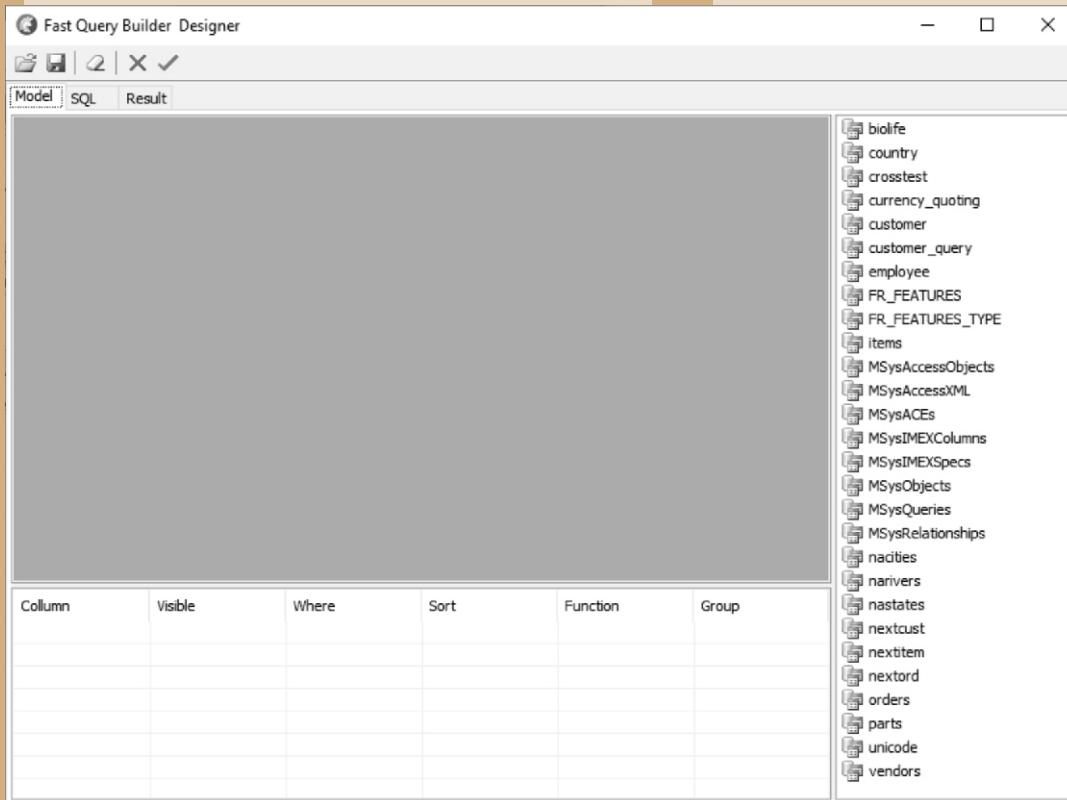 Fast Query Builder Designer
Model SQL Result
biolife
country
crosstest
currency_quoting
customer
customer_query
employee
FR_FEATURES
FR_FEATURES_TYPE
items
MSysAccessObjects
MSysAccessXML
MSysACEs
MSysIMEXColumns
MSysIMEXSpecs
MSysObjects
MSysQueries
MSysRelationships
nacities
narivers
nastates
nextcust
nextitem
nextord
orders
parts
unicode
vendors
Collumn Visible Where Sort Function Group